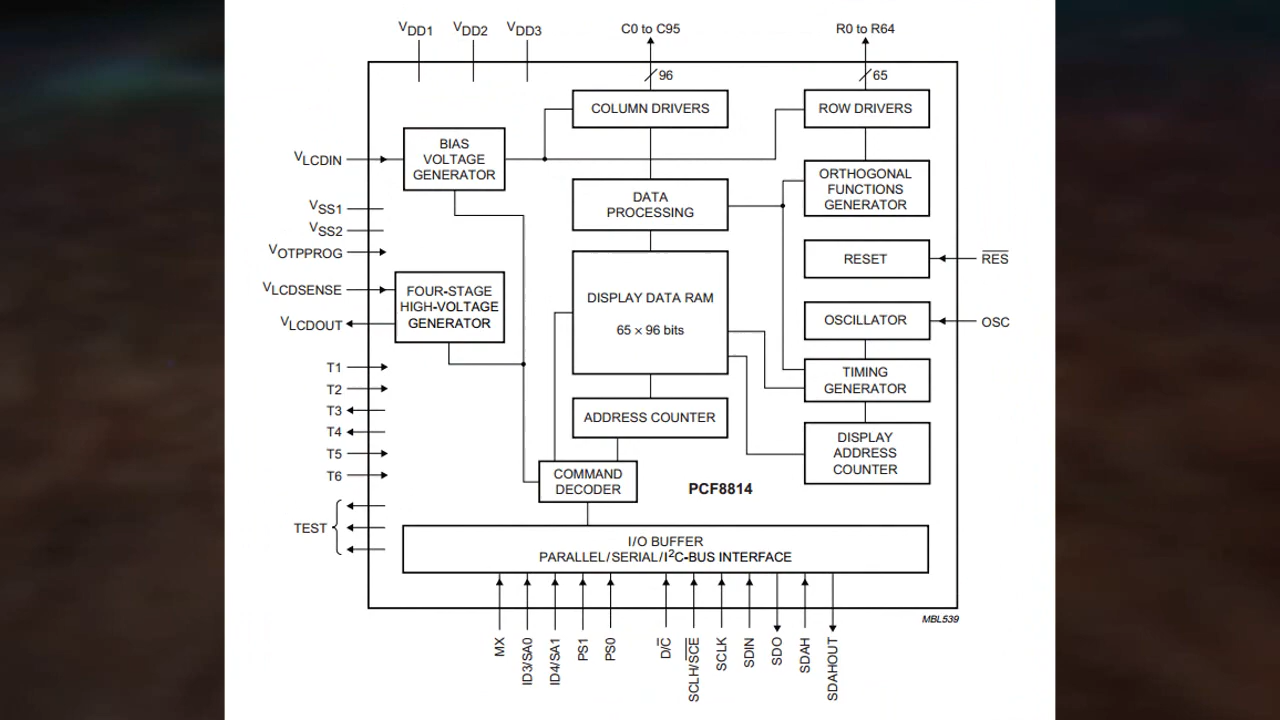 VDD1
VDD2
VDD3
C0 to C95
R0 to R64
96
65
COLUMN DRIVERS
ROW DRIVERS
BIAS
VOLTAGE
GENERATOR
VLCDIN
ORTHOGONAL
FUNCTIONS
GENERATOR
DATA
PROCESSING
VSS1
VSS2
VOTPPROG
RESET
RES
VLCDSENSE
FOUR-STAGE
HIGH-VOLTAGE
GENERATOR
VLCDOUT
DISPLAY DATA RAM
65 × 96 bits
OSCILLATOR
OSC
T1
T2
T3
T4
T5
T6
TIMING
GENERATOR
ADDRESS COUNTER
DISPLAY
ADDRESS
COUNTER
COMMAND
DECODER
PCF8814
TEST
I/O BUFFER
PARALLEL/SERIAL/I²C-BUS INTERFACE
MBL539
MX
ID3/SA0
ID4/SA1
PS1
PS0
D/C̅
SCLH/S̅C̅E̅
SCLK
SDIN
SDO
SDAH
SDAHOUT